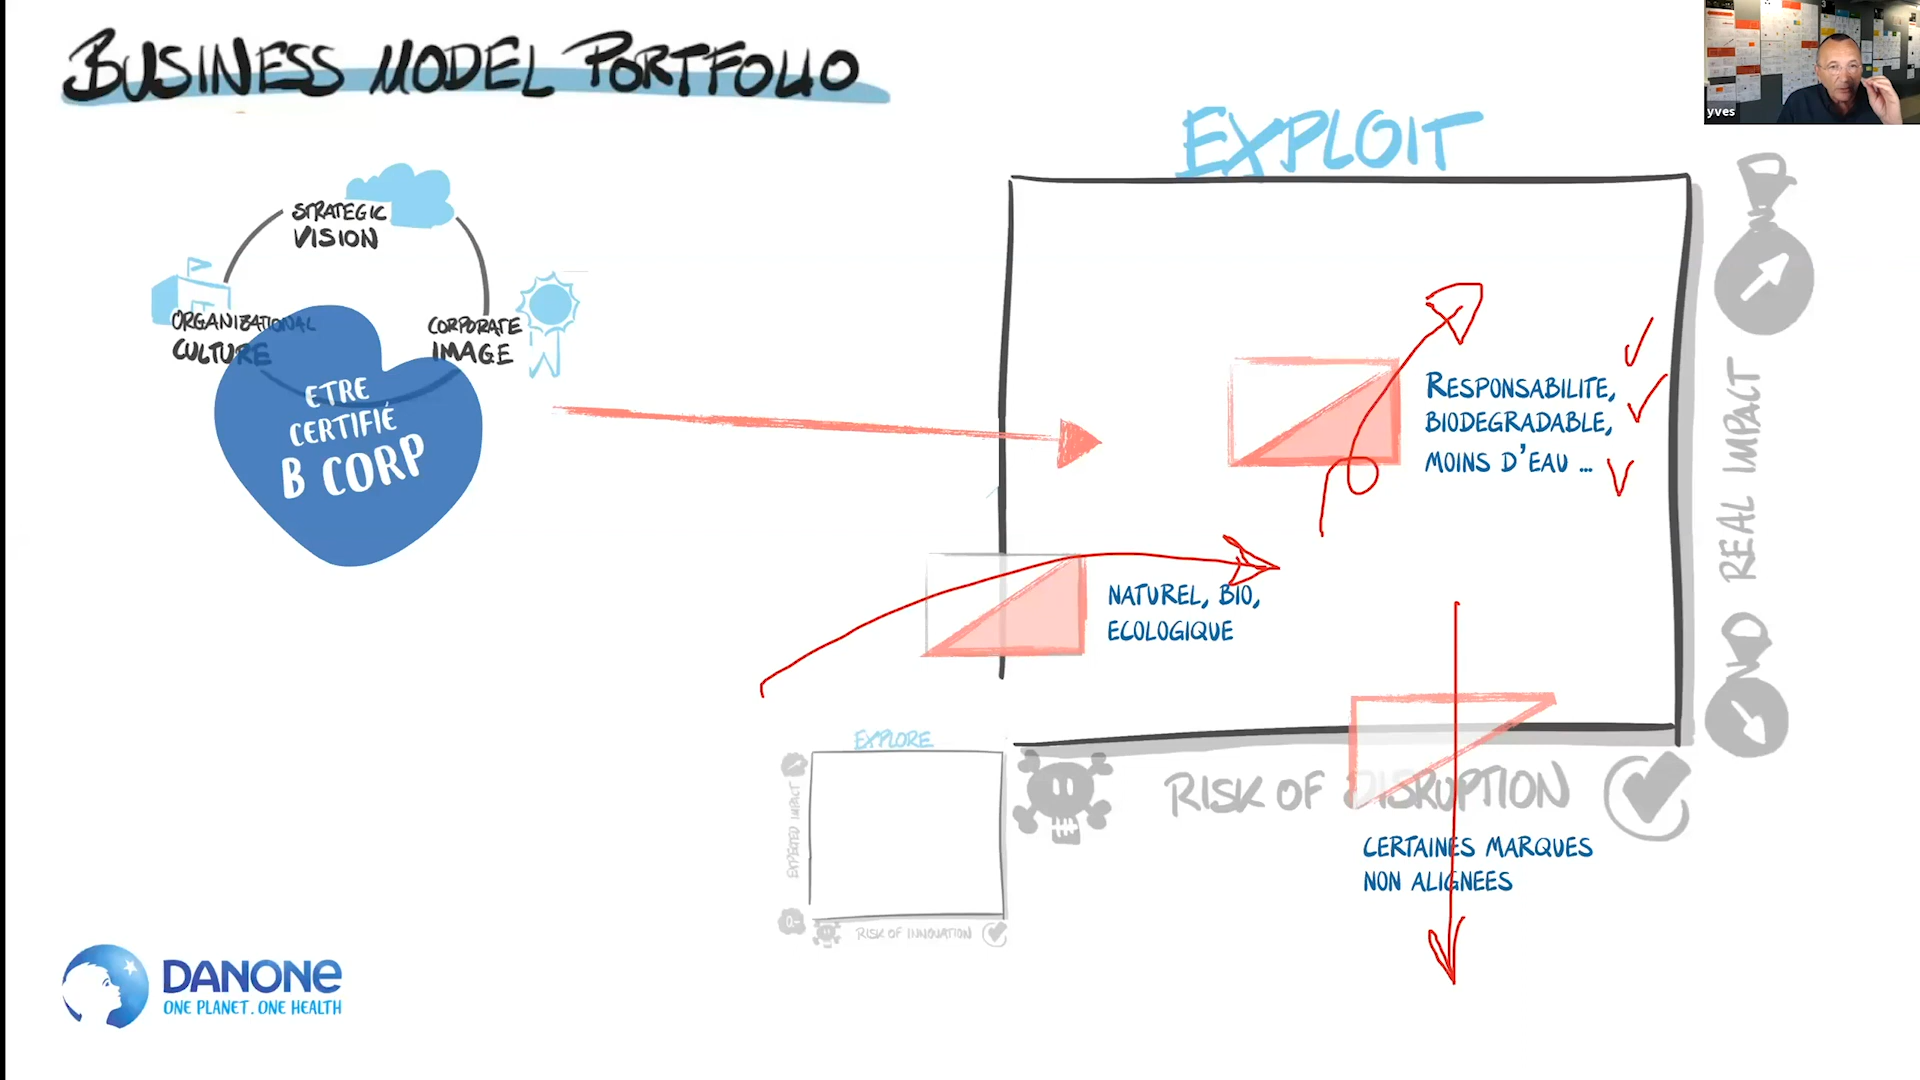 BUSINESS MODEL PORTFOLIO
yves
EXPLOIT
STRATEGIC
VISION
ORGANIZATIONAL
CULTURE
CORPORATE
IMAGE
ETRE
CERTIFIÉ
B CORP
RESPONSABILITE,
BIODEGRADABLE,
MOINS D'EAU ...
REAL IMPACT
NATUREL, BIO,
ECOLOGIQUE
EXPLORE
EXPECTED IMPACT
RISK OF INNOVATION
RISK OF DISRUPTION
CERTAINES MARQUES
NON ALIGNEES
DANONE
ONE PLANET. ONE HEALTH